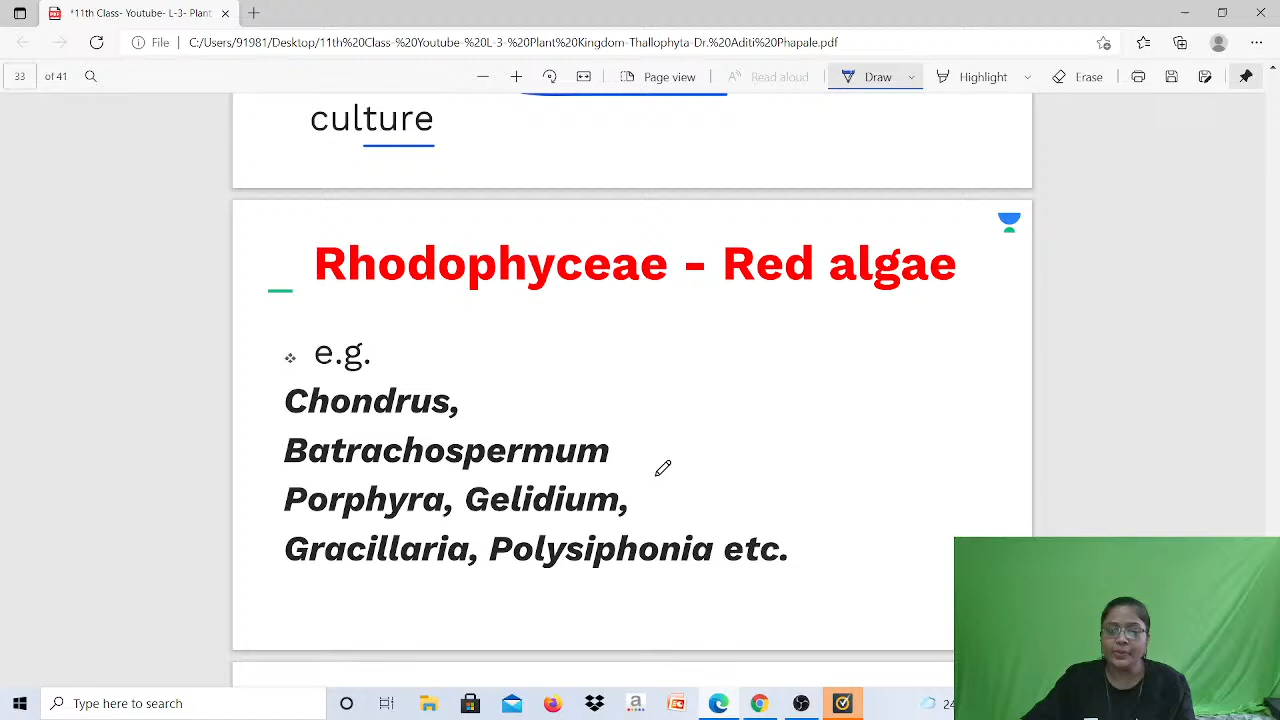 *11th Class- Youtube- L-3- Plant
File
C:/Users/91981/Desktop/11th%20Class-%20Youtube%20L-3%20Plant%20Kingdom-Thallophyta-Dr.%20Aditi%20Phapale.pdf
33 of 41
Page view
Read aloud
Draw
Highlight
Erase
culture
Rhodophyceae - Red algae
e.g.
Chondrus,
Batrachospermum
Porphyra, Gelidium,
Gracillaria, Polysiphonia etc.
Type here to search
24